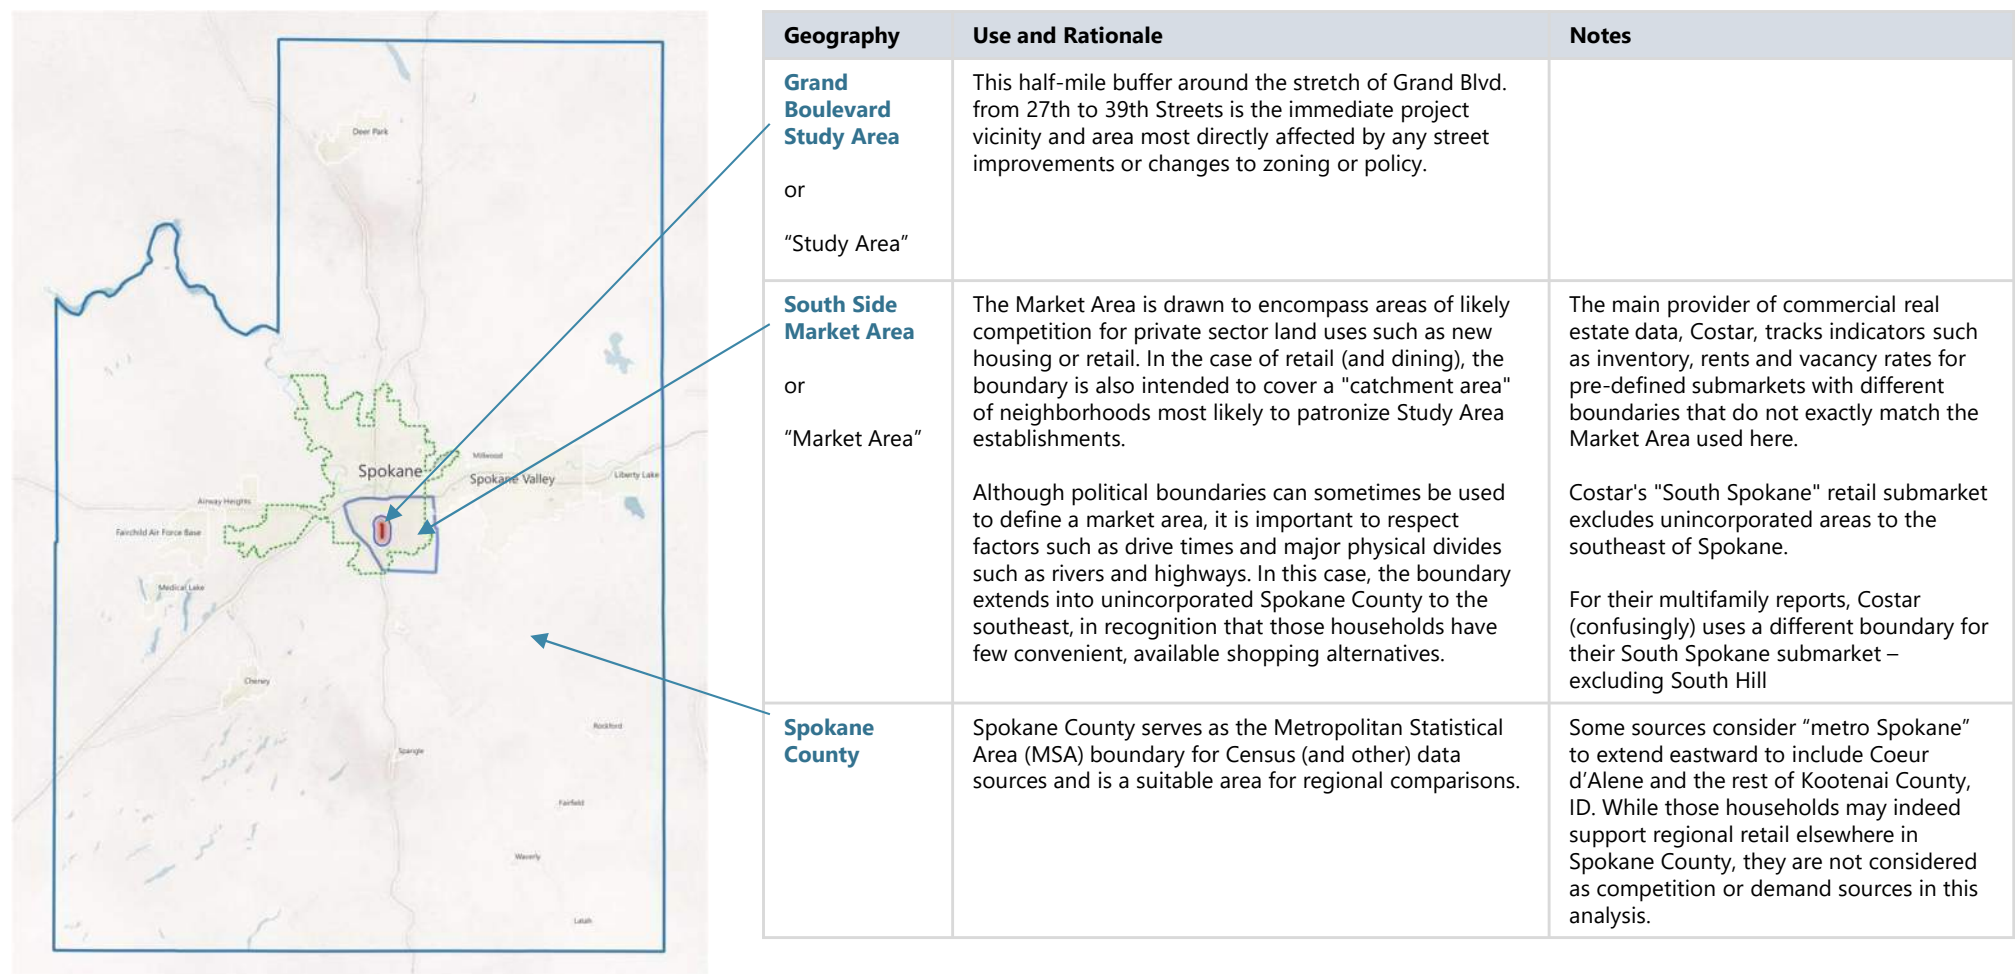 Deer Park
Spokane
Millwood
Spokane Valley
Liberty Lake
Airway Heights
Fairchild Air Force Base
Medical Lake
Cheney
Rockford
Spangle
Fairfield
Waverly
Latah
Geography
Use and Rationale
Notes
Grand
Boulevard
Study Area
or
“Study Area”
This half-mile buffer around the stretch of Grand Blvd.
from 27th to 39th Streets is the immediate project
vicinity and area most directly affected by any street
improvements or changes to zoning or policy.
South Side
Market Area
or
“Market Area”
The Market Area is drawn to encompass areas of likely
competition for private sector land uses such as new
housing or retail. In the case of retail (and dining), the
boundary is also intended to cover a "catchment area"
of neighborhoods most likely to patronize Study Area
establishments.
Although political boundaries can sometimes be used
to define a market area, it is important to respect
factors such as drive times and major physical divides
such as rivers and highways. In this case, the boundary
extends into unincorporated Spokane County to the
southeast, in recognition that those households have
few convenient, available shopping alternatives.
The main provider of commercial real
estate data, Costar, tracks indicators such
as inventory, rents and vacancy rates for
pre-defined submarkets with different
boundaries that do not exactly match the
Market Area used here.
Costar's "South Spokane" retail submarket
excludes unincorporated areas to the
southeast of Spokane.
For their multifamily reports, Costar
(confusingly) uses a different boundary for
their South Spokane submarket –
excluding South Hill
Spokane
County
Spokane County serves as the Metropolitan Statistical
Area (MSA) boundary for Census (and other) data
sources and is a suitable area for regional comparisons.
Some sources consider “metro Spokane”
to extend eastward to include Coeur
d’Alene and the rest of Kootenai County,
ID. While those households may indeed
support regional retail elsewhere in
Spokane County, they are not considered
as competition or demand sources in this
analysis.